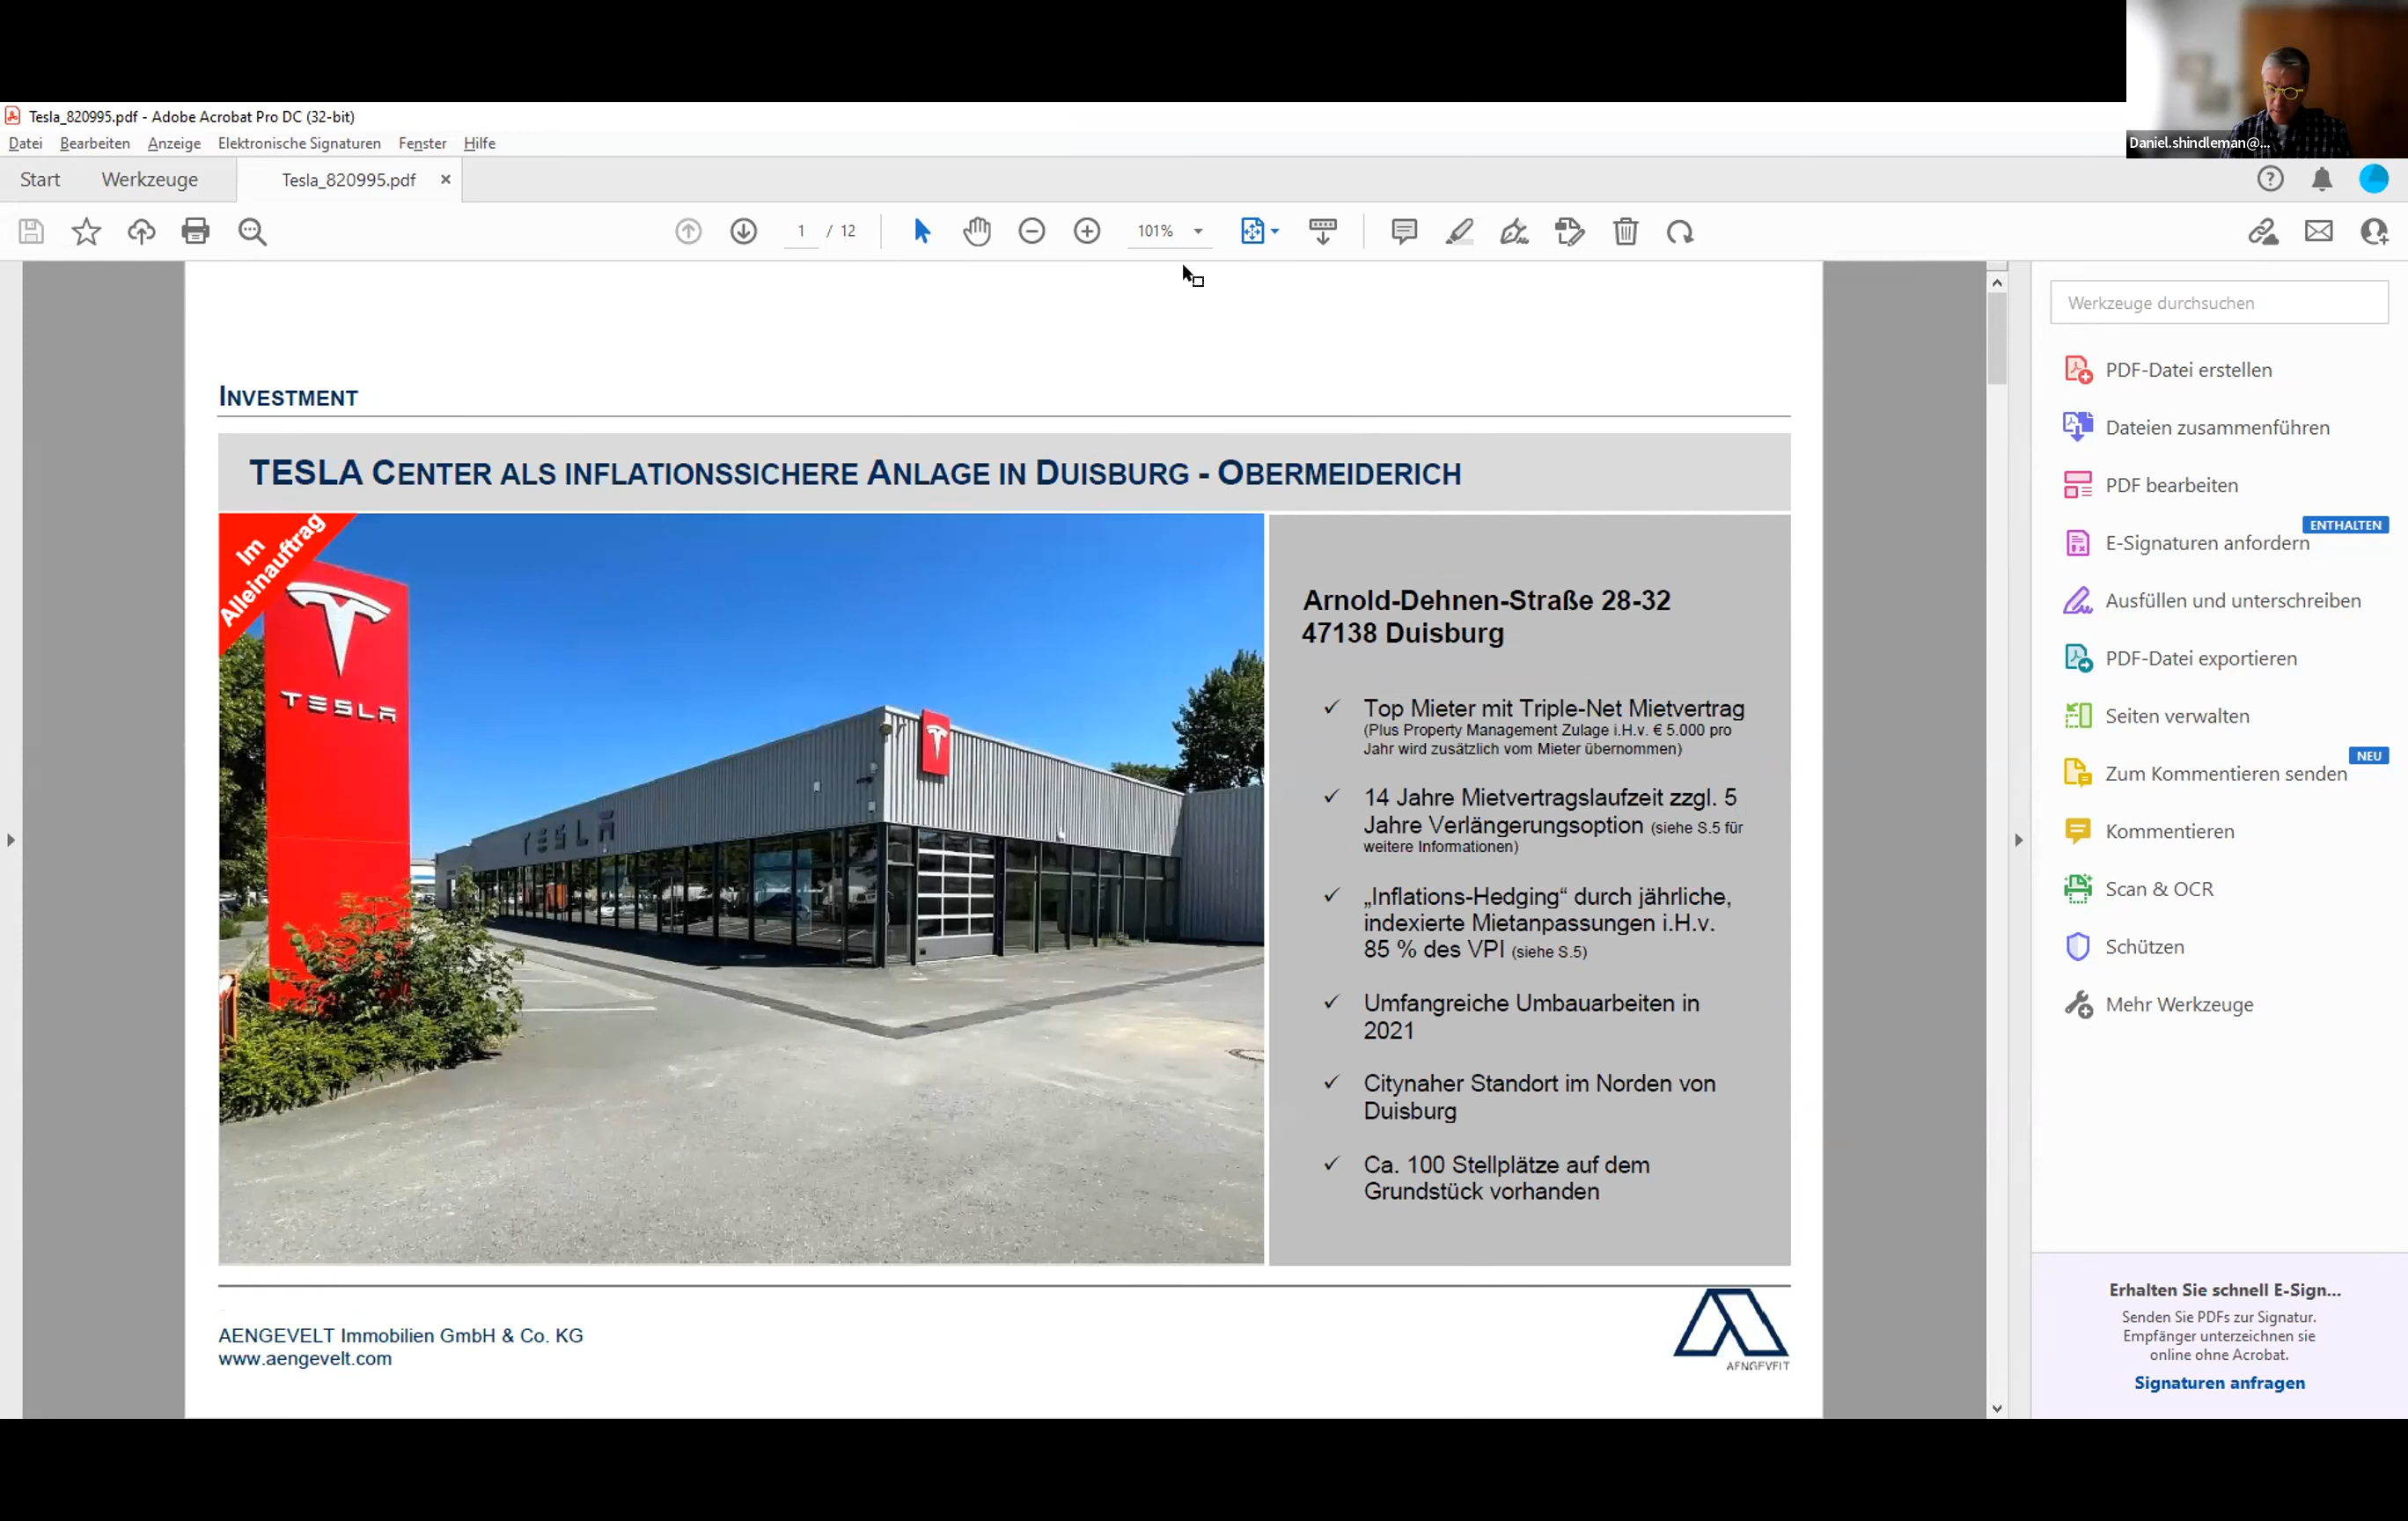 Daniel.shindleman@...
Tesla_820995.pdf - Adobe Acrobat Pro DC (32-bit)
Datei Bearbeiten Anzeige Elektronische Signaturen Fenster Hilfe
Start Werkzeuge Tesla_820995.pdf ×
1 / 12 101%
INVESTMENT
TESLA CENTER ALS INFLATIONSSICHERE ANLAGE IN DUISBURG - OBERMEIDERICH
Im
Alleinauftrag
TESLA
TESLA
Arnold-Dehnen-Straße 28-32
47138 Duisburg
✓ Top Mieter mit Triple-Net Mietvertrag
(Plus Property Management Zulage i.H.v. € 5.000 pro
Jahr wird zusätzlich vom Mieter übernommen)
✓ 14 Jahre Mietvertragslaufzeit zzgl. 5
Jahre Verlängerungsoption (siehe S.5 für
weitere Informationen)
✓ „Inflations-Hedging“ durch jährliche,
indexierte Mietanpassungen i.H.v.
85 % des VPI (siehe S.5)
✓ Umfangreiche Umbauarbeiten in
2021
✓ Citynaher Standort im Norden von
Duisburg
✓ Ca. 100 Stellplätze auf dem
Grundstück vorhanden
AENGEVELT Immobilien GmbH & Co. KG
www.aengevelt.com
AENGEVELT
Werkzeuge durchsuchen
PDF-Datei erstellen
Dateien zusammenführen
PDF bearbeiten
ENTHALTEN
E-Signaturen anfordern
Ausfüllen und unterschreiben
PDF-Datei exportieren
Seiten verwalten
NEU
Zum Kommentieren senden
Kommentieren
Scan & OCR
Schützen
Mehr Werkzeuge
Erhalten Sie schnell E-Sign...
Senden Sie PDFs zur Signatur.
Empfänger unterzeichnen sie
online ohne Acrobat.
Signaturen anfragen